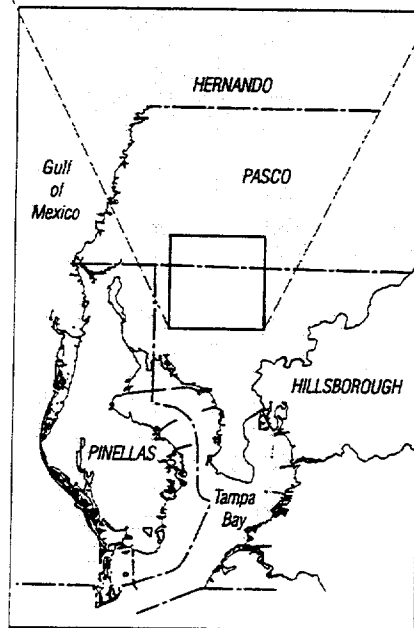 HERNANDO
Gulf
of
Mexico
PASCO
HILLSBOROUGH
PINELLAS
Tampa
Bay